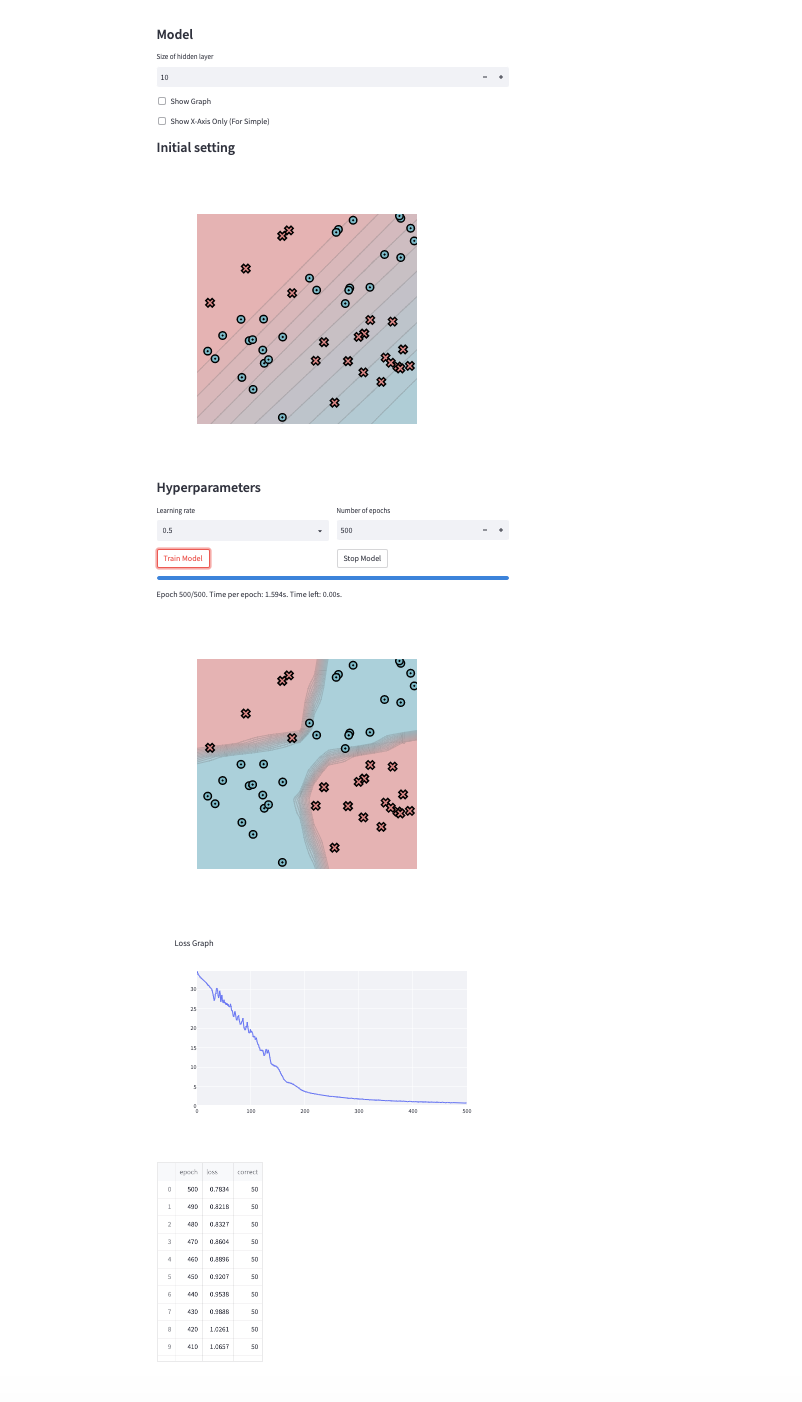 Model
Size of hidden layer
10
Show Graph
Show X-Axis Only (For Simple)
Initial setting
Hyperparameters
Learning rate Number of epochs
0.5 500
Train Model Stop Model
Epoch 500/500. Time per epoch: 1.594s. Time left: 0.00s.
Loss Graph
30
25
20
15
10
5
0
0 100 200 300 400 500
epoch loss correct
0 500 0.7834 50
1 490 0.8218 50
2 480 0.8327 50
3 470 0.8604 50
4 460 0.8896 50
5 450 0.9207 50
6 440 0.9538 50
7 430 0.9888 50
8 420 1.0261 50
9 410 1.0657 50